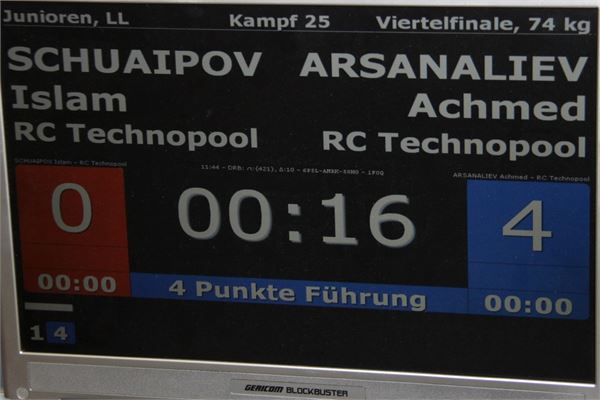 Junioren, LL Kampf 25 Viertelfinale, 74 kg
SCHUAIPOV ARSANALIEV
Islam Achmed
RC Technopool RC Technopool
SCHUAIPOV Islam - RC Technopool
ARSANALIEV Achmed - RC Technopool
0 00:16 4
00:00 4 Punkte Führung 00:00
1 4
GERICOM BLOCKBUSTER